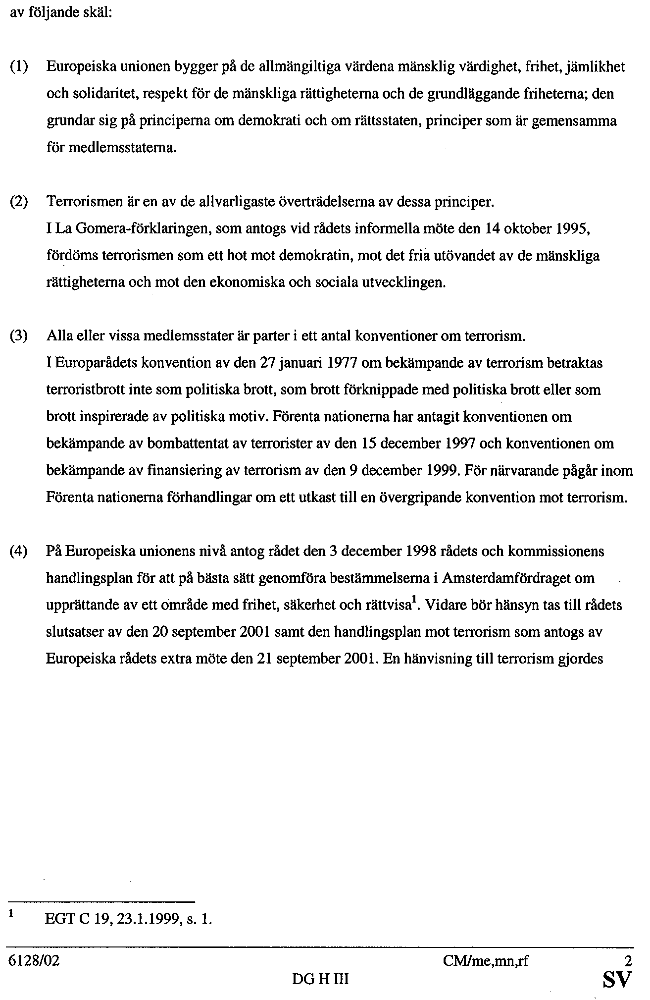 av följande skäl:
(1) Europeiska unionen bygger på de allmängiltiga värdena mänsklig värdighet, frihet, jämlikhet
och solidaritet, respekt för de mänskliga rättigheterna och de grundläggande friheterna; den
grundar sig på principerna om demokrati och om rättsstaten, principer som är gemensamma
för medlemsstaterna.
(2) Terrorismen är en av de allvarligaste överträdelserna av dessa principer.
I La Gomera-förklaringen, som antogs vid rådets informella möte den 14 oktober 1995,
fördöms terrorismen som ett hot mot demokratin, mot det fria utövandet av de mänskliga
rättigheterna och mot den ekonomiska och sociala utvecklingen.
(3) Alla eller vissa medlemsstater är parter i ett antal konventioner om terrorism.
I Europarådets konvention av den 27 januari 1977 om bekämpande av terrorism betraktas
terroristbrott inte som politiska brott, som brott förknippade med politiska brott eller som
brott inspirerade av politiska motiv. Förenta nationerna har antagit konventionen om
bekämpande av bombattentat av terrorister av den 15 december 1997 och konventionen om
bekämpande av finansiering av terrorism av den 9 december 1999. För närvarande pågår inom
Förenta nationerna förhandlingar om ett utkast till en övergripande konvention mot terrorism.
(4) På Europeiska unionens nivå antog rådet den 3 december 1998 rådets och kommissionens
handlingsplan för att på bästa sätt genomföra bestämmelserna i Amsterdamfördraget om
upprättande av ett område med frihet, säkerhet och rättvisa¹. Vidare bör hänsyn tas till rådets
slutsatser av den 20 september 2001 samt den handlingsplan mot terrorism som antogs av
Europeiska rådets extra möte den 21 september 2001. En hänvisning till terrorism gjordes
¹ EGT C 19, 23.1.1999, s. 1.
6128/02 CM/me,mn,rf 2
DG H III SV